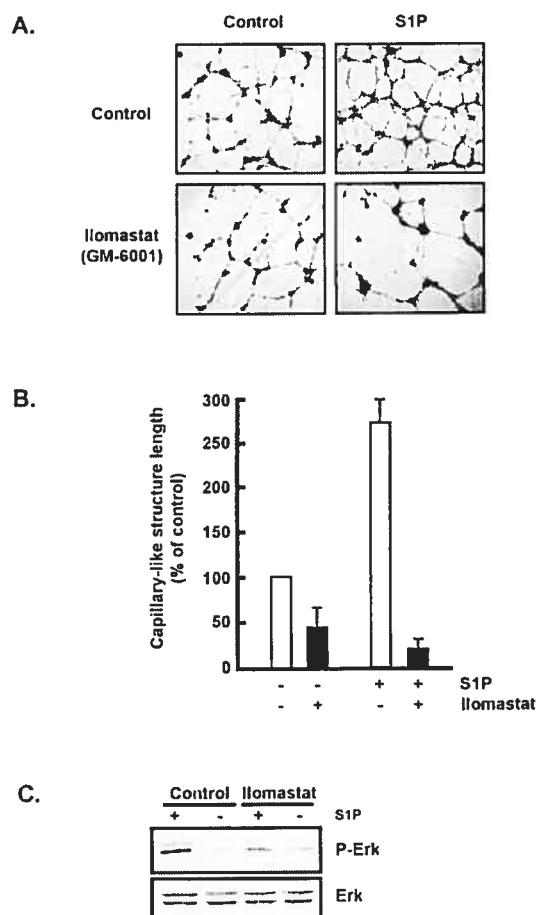 A.
Control S1P
Control
Ilomastat
(GM-6001)
B.
Capillary-like structure length
(% of control)
300
250
200
150
100
50
0
- - + + S1P
- + - + Ilomastat
C.
Control Ilomastat
+ - + - S1P
P-Erk
Erk